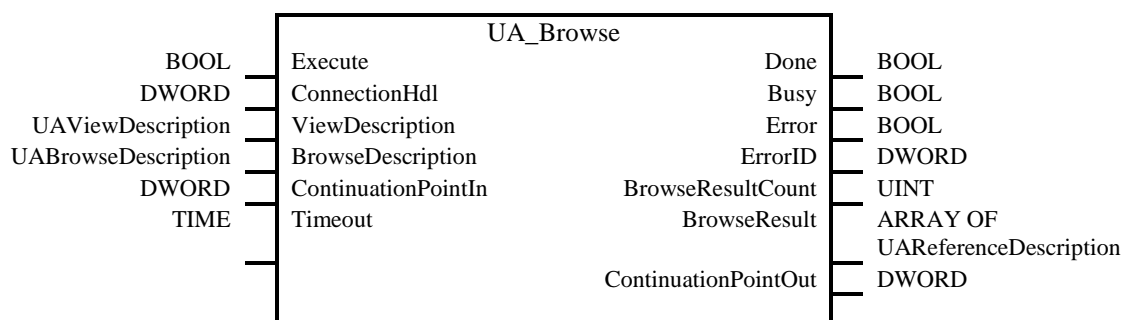 UA_Browse
BOOL Execute Done BOOL
DWORD ConnectionHdl Busy BOOL
UAViewDescription ViewDescription Error BOOL
UABrowseDescription BrowseDescription ErrorID DWORD
DWORD ContinuationPointIn BrowseResultCount UINT
TIME Timeout BrowseResult ARRAY OF
UAReferenceDescription
ContinuationPointOut DWORD